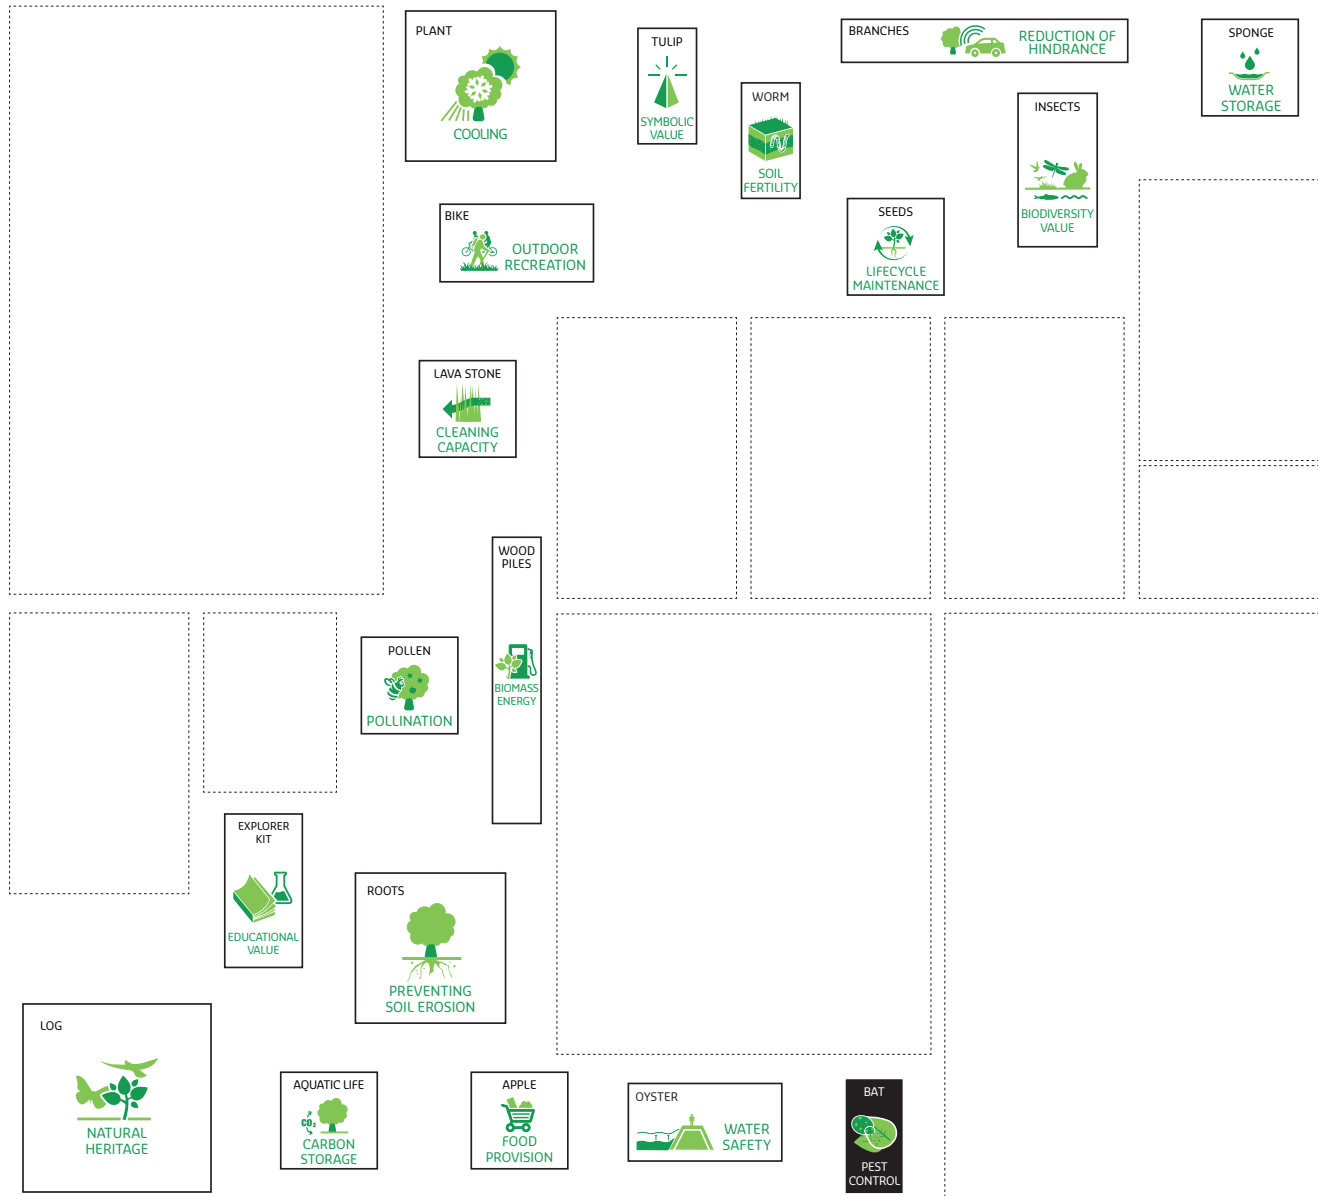 PLANT
COOLING
TULIP
SYMBOLIC
VALUE
WORM
SOIL
FERTILITY
BRANCHES
REDUCTION OF
HINDRANCE
INSECTS
BIODIVERSITY
VALUE
SPONGE
WATER
STORAGE
BIKE
OUTDOOR
RECREATION
SEEDS
LIFECYCLE
MAINTENANCE
LAVA STONE
CLEANING
CAPACITY
WOOD
PILES
BIOMASS
ENERGY
POLLEN
POLLINATION
EXPLORER
KIT
EDUCATIONAL
VALUE
ROOTS
PREVENTING
SOIL EROSION
LOG
NATURAL
HERITAGE
AQUATIC LIFE
CO₂
CARBON
STORAGE
APPLE
FOOD
PROVISION
OYSTER
WATER
SAFETY
BAT
PEST
CONTROL